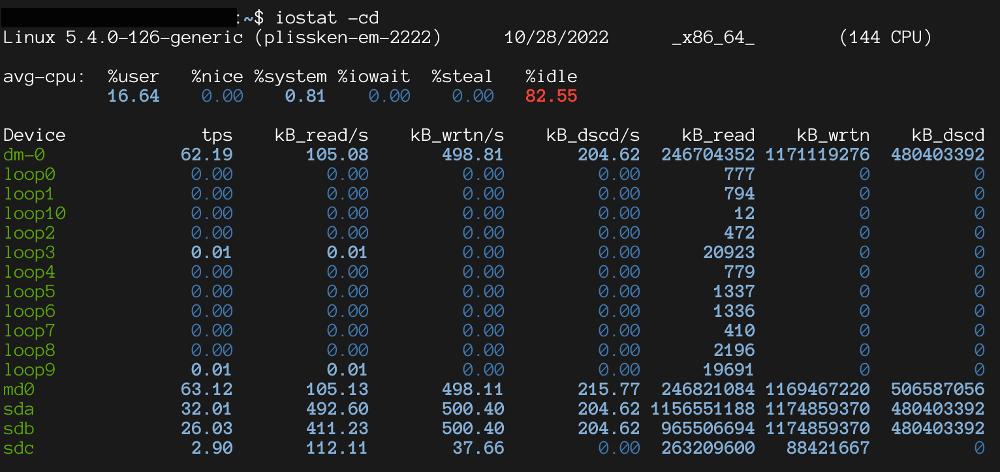 :~$ iostat -cd
Linux 5.4.0-126-generic (plissken-em-2222) 10/28/2022 _x86_64_ (144 CPU)
avg-cpu: %user %nice %system %iowait %steal %idle
16.64 0.00 0.81 0.00 0.00 82.55
Device tps kB_read/s kB_wrtn/s kB_dscd/s kB_read kB_wrtn kB_dscd
dm-0 62.19 105.08 498.81 204.62 246704352 1171119276 480403392
loop0 0.00 0.00 0.00 0.00 777 0 0
loop1 0.00 0.00 0.00 0.00 794 0 0
loop10 0.00 0.00 0.00 0.00 12 0 0
loop2 0.00 0.00 0.00 0.00 472 0 0
loop3 0.01 0.01 0.00 0.00 20923 0 0
loop4 0.00 0.00 0.00 0.00 779 0 0
loop5 0.00 0.00 0.00 0.00 1337 0 0
loop6 0.00 0.00 0.00 0.00 1336 0 0
loop7 0.00 0.00 0.00 0.00 410 0 0
loop8 0.00 0.00 0.00 0.00 2196 0 0
loop9 0.01 0.01 0.00 0.00 19691 0 0
md0 63.12 105.13 498.11 215.77 246821084 1169467220 506587056
sda 32.01 492.60 500.40 204.62 1156551188 1174859370 480403392
sdb 26.03 411.23 500.40 204.62 965506694 1174859370 480403392
sdc 2.90 112.11 37.66 0.00 263209600 88421667 0